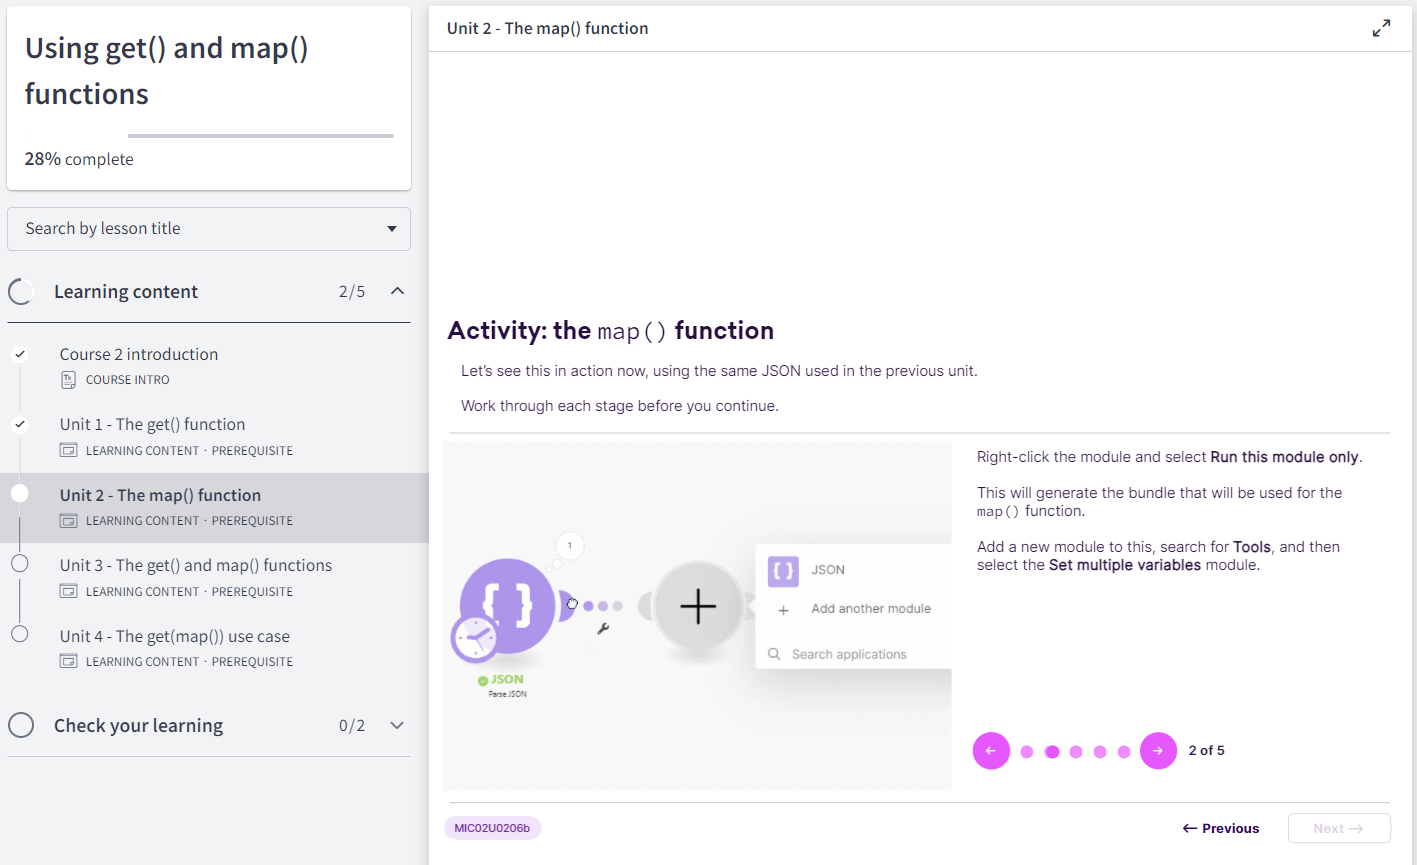 Using get() and map()
functions
28% complete
Search by lesson title
Learning content 2/5
Course 2 introduction
COURSE INTRO
Unit 1 - The get() function
LEARNING CONTENT · PREREQUISITE
Unit 2 - The map() function
LEARNING CONTENT · PREREQUISITE
Unit 3 - The get() and map() functions
LEARNING CONTENT · PREREQUISITE
Unit 4 - The get(map()) use case
LEARNING CONTENT · PREREQUISITE
Check your learning 0/2
Unit 2 - The map() function
Activity: the map() function
Let’s see this in action now, using the same JSON used in the previous unit.
Work through each stage before you continue.
1
JSON
Parse JSON
JSON
Add another module
Search applications
Right-click the module and select Run this module only.
This will generate the bundle that will be used for the
map() function.
Add a new module to this, search for Tools, and then
select the Set multiple variables module.
2 of 5
MIC02U0206b
← Previous
Next →